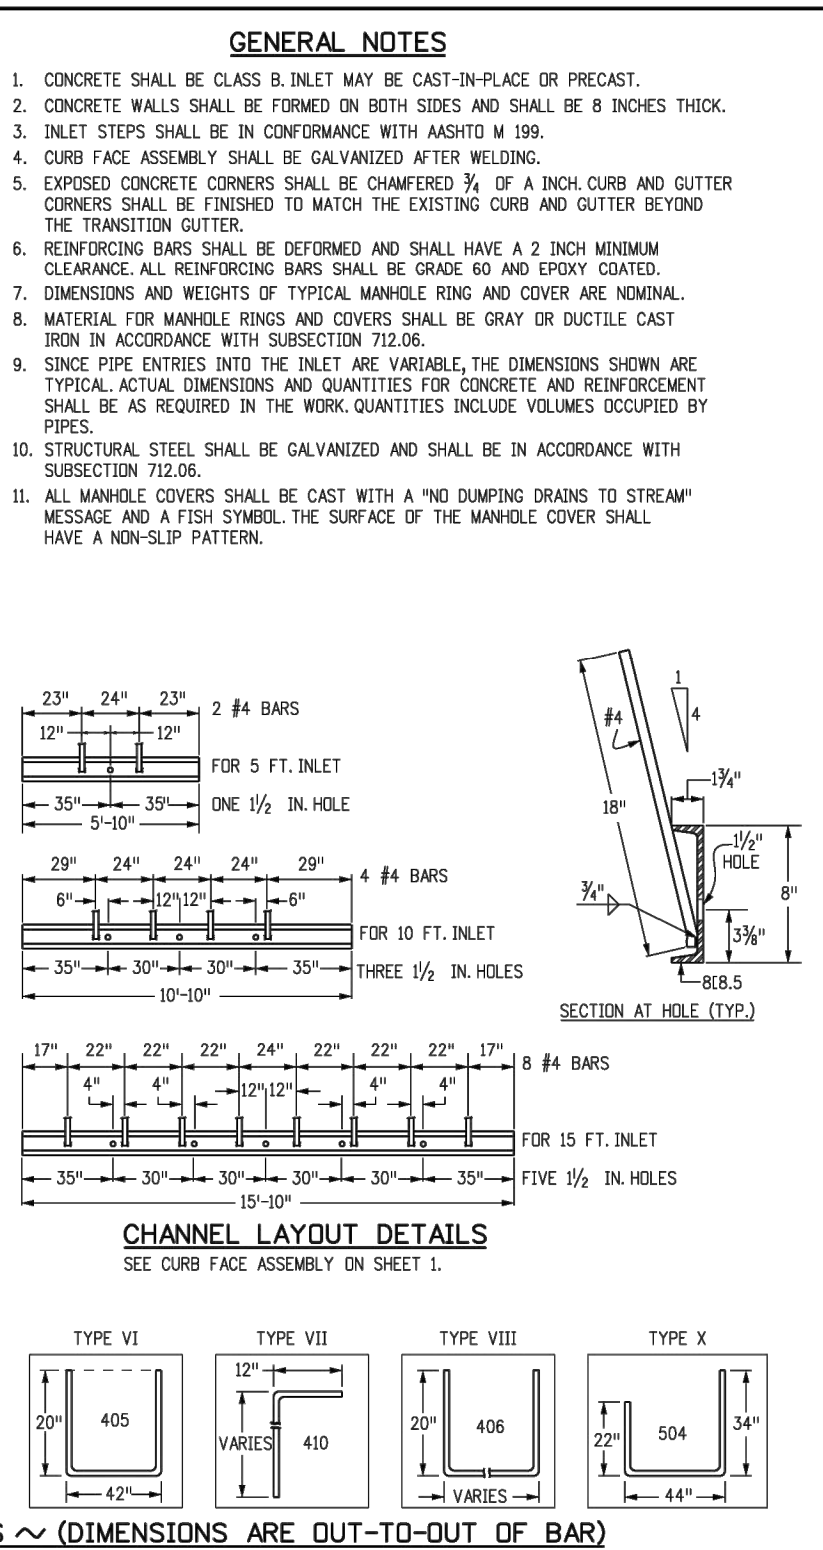 GENERAL NOTES
1. CONCRETE SHALL BE CLASS B. INLET MAY BE CAST-IN-PLACE OR PRECAST.
2. CONCRETE WALLS SHALL BE FORMED ON BOTH SIDES AND SHALL BE 8 INCHES THICK.
3. INLET STEPS SHALL BE IN CONFORMANCE WITH AASHTO M 199.
4. CURB FACE ASSEMBLY SHALL BE GALVANIZED AFTER WELDING.
5. EXPOSED CONCRETE CORNERS SHALL BE CHAMFERED 3/4 OF A INCH. CURB AND GUTTER
CORNERS SHALL BE FINISHED TO MATCH THE EXISTING CURB AND GUTTER BEYOND
THE TRANSITION GUTTER.
6. REINFORCING BARS SHALL BE DEFORMED AND SHALL HAVE A 2 INCH MINIMUM
CLEARANCE. ALL REINFORCING BARS SHALL BE GRADE 60 AND EPOXY COATED.
7. DIMENSIONS AND WEIGHTS OF TYPICAL MANHOLE RING AND COVER ARE NOMINAL.
8. MATERIAL FOR MANHOLE RINGS AND COVERS SHALL BE GRAY OR DUCTILE CAST
IRON IN ACCORDANCE WITH SUBSECTION 712.06.
9. SINCE PIPE ENTRIES INTO THE INLET ARE VARIABLE, THE DIMENSIONS SHOWN ARE
TYPICAL. ACTUAL DIMENSIONS AND QUANTITIES FOR CONCRETE AND REINFORCEMENT
SHALL BE AS REQUIRED IN THE WORK. QUANTITIES INCLUDE VOLUMES OCCUPIED BY
PIPES.
10. STRUCTURAL STEEL SHALL BE GALVANIZED AND SHALL BE IN ACCORDANCE WITH
SUBSECTION 712.06.
11. ALL MANHOLE COVERS SHALL BE CAST WITH A "NO DUMPING DRAINS TO STREAM"
MESSAGE AND A FISH SYMBOL. THE SURFACE OF THE MANHOLE COVER SHALL
HAVE A NON-SLIP PATTERN.
23" 24" 23" 2 #4 BARS
12" 12"
FOR 5 FT. INLET
35" 35" ONE 1 1/2 IN. HOLE
5'-10"
29" 24" 24" 24" 29" 4 #4 BARS
6" 12" 12" 6"
FOR 10 FT. INLET
35" 30" 30" 35" THREE 1 1/2 IN. HOLES
10'-10"
1
4
#4
18"
1 3/4"
1 1/2"
HOLE
8"
3/4"
3 3/8"
8[8.5
SECTION AT HOLE (TYP.)
17" 22" 22" 22" 24" 22" 22" 22" 17" 8 #4 BARS
4" 4" 12" 12" 4" 4"
FOR 15 FT. INLET
35" 30" 30" 30" 30" 35" FIVE 1 1/2 IN. HOLES
15'-10"
CHANNEL LAYOUT DETAILS
SEE CURB FACE ASSEMBLY ON SHEET 1.
TYPE VI TYPE VII TYPE VIII TYPE X
20" 405 42"
12" VARIES 410
20" 406 VARIES
22" 504 34" 44"
S ~ (DIMENSIONS ARE OUT-TO-OUT OF BAR)